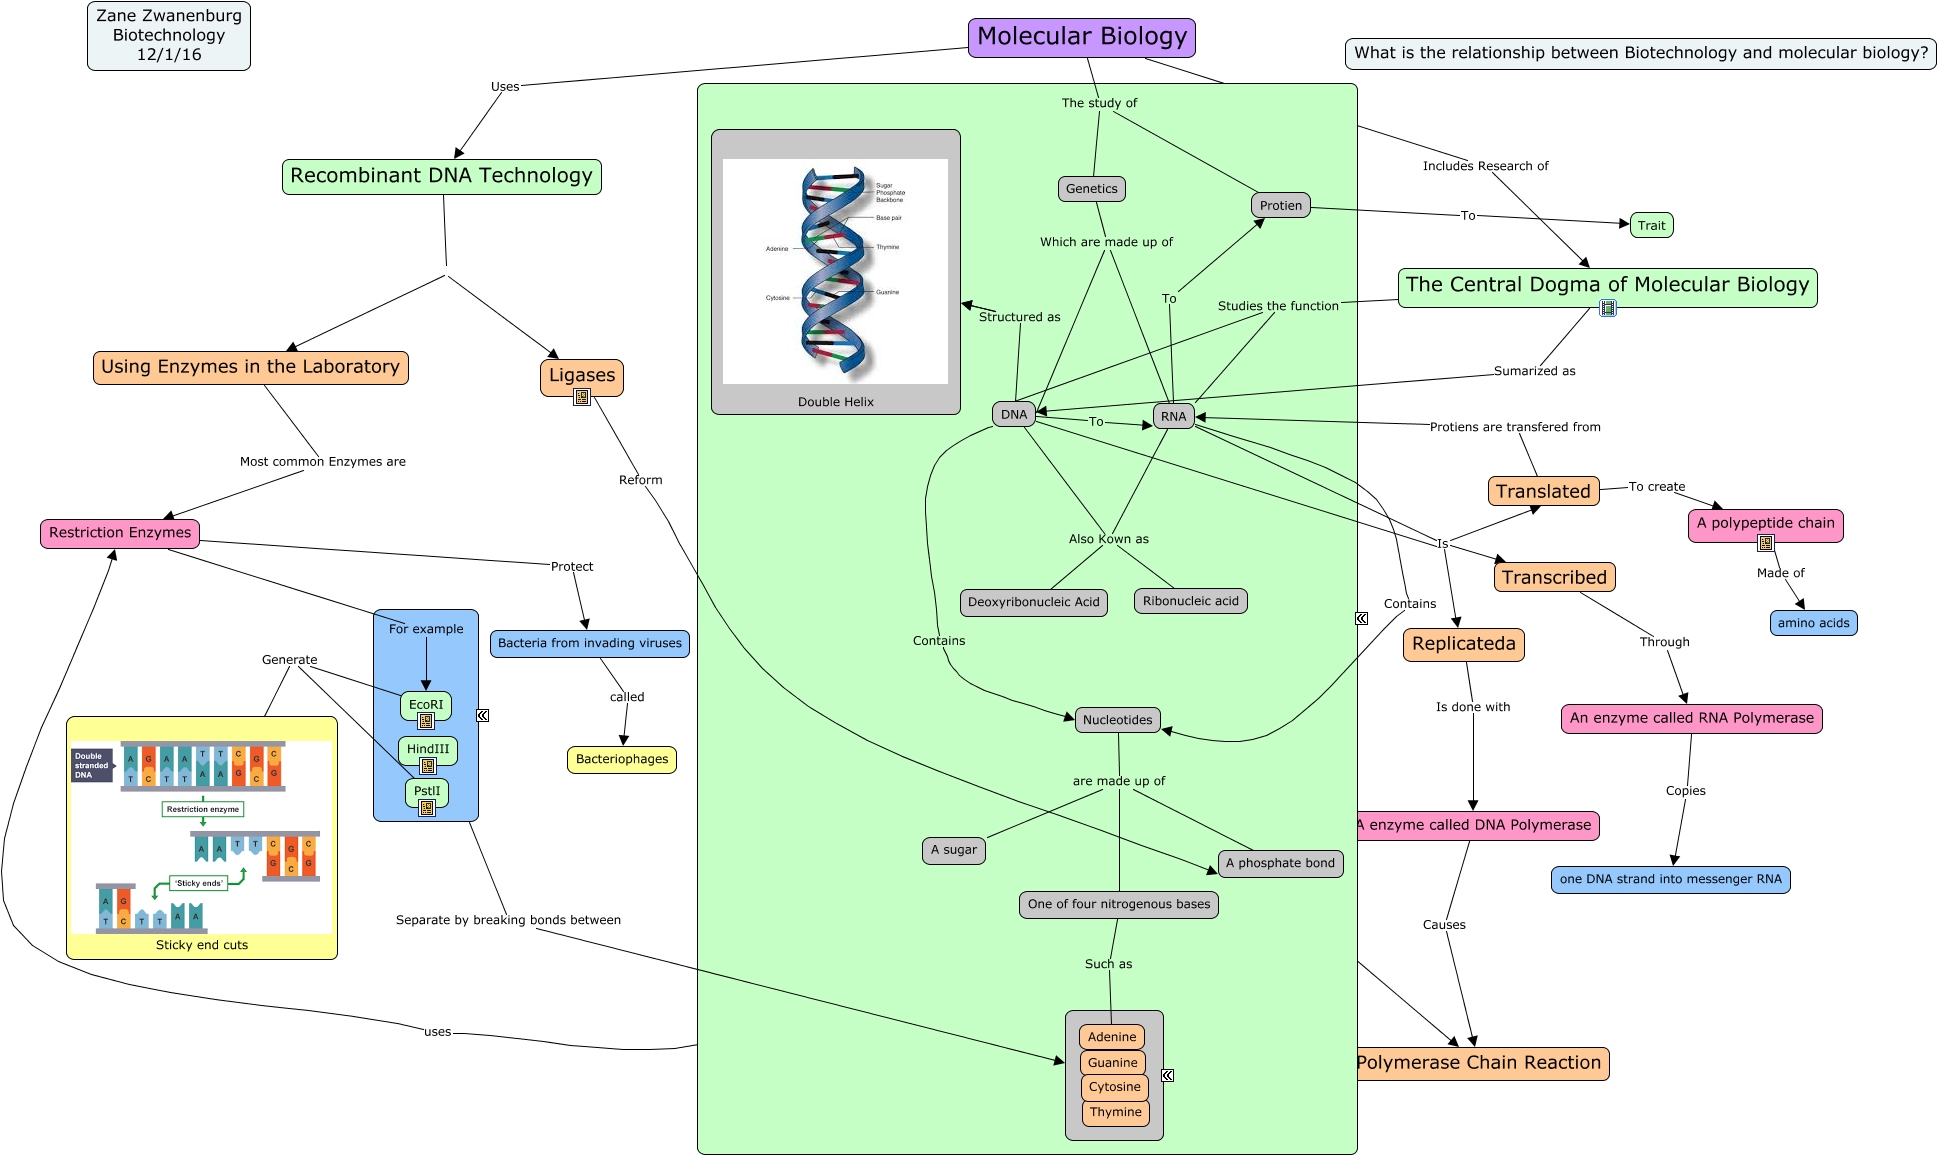 Zane Zwanenburg
Biotechnology
12/1/16
Molecular Biology
What is the relationship between Biotechnology and molecular biology?
Uses
The study of
Includes Research of
Recombinant DNA Technology
Genetics
Protien
To
Trait
Which are made up of
Sugar
Phosphate
Backbone
Base pair
Adenine
Thymine
Cytosine
Guanine
Double Helix
Structured as
To
Studies the function
The Central Dogma of Molecular Biology
Sumarized as
Using Enzymes in the Laboratory
Ligases
DNA
To
RNA
Protiens are transfered from
Most common Enzymes are
Reform
Translated
To create
A polypeptide chain
Restriction Enzymes
Also Kown as
Is
Protect
Transcribed
Made of
Deoxyribonucleic Acid
Ribonucleic acid
Contains
amino acids
For example
Bacteria from invading viruses
Contains
Replicateda
Through
Generate
called
EcoRI
Nucleotides
Is done with
An enzyme called RNA Polymerase
HindIII
Bacteriophages
PstlI
are made up of
Copies
A enzyme called DNA Polymerase
A sugar
A phosphate bond
one DNA strand into messenger RNA
One of four nitrogenous bases
Double
stranded
DNA
A G A A T T C G C
T C T T A A G C G
Restriction enzyme
A A T T C G C
G C G
'Sticky ends'
A G A A
T C T T
Sticky end cuts
Separate by breaking bonds between
Causes
Such as
uses
Adenine
Guanine
Cytosine
Thymine
Polymerase Chain Reaction